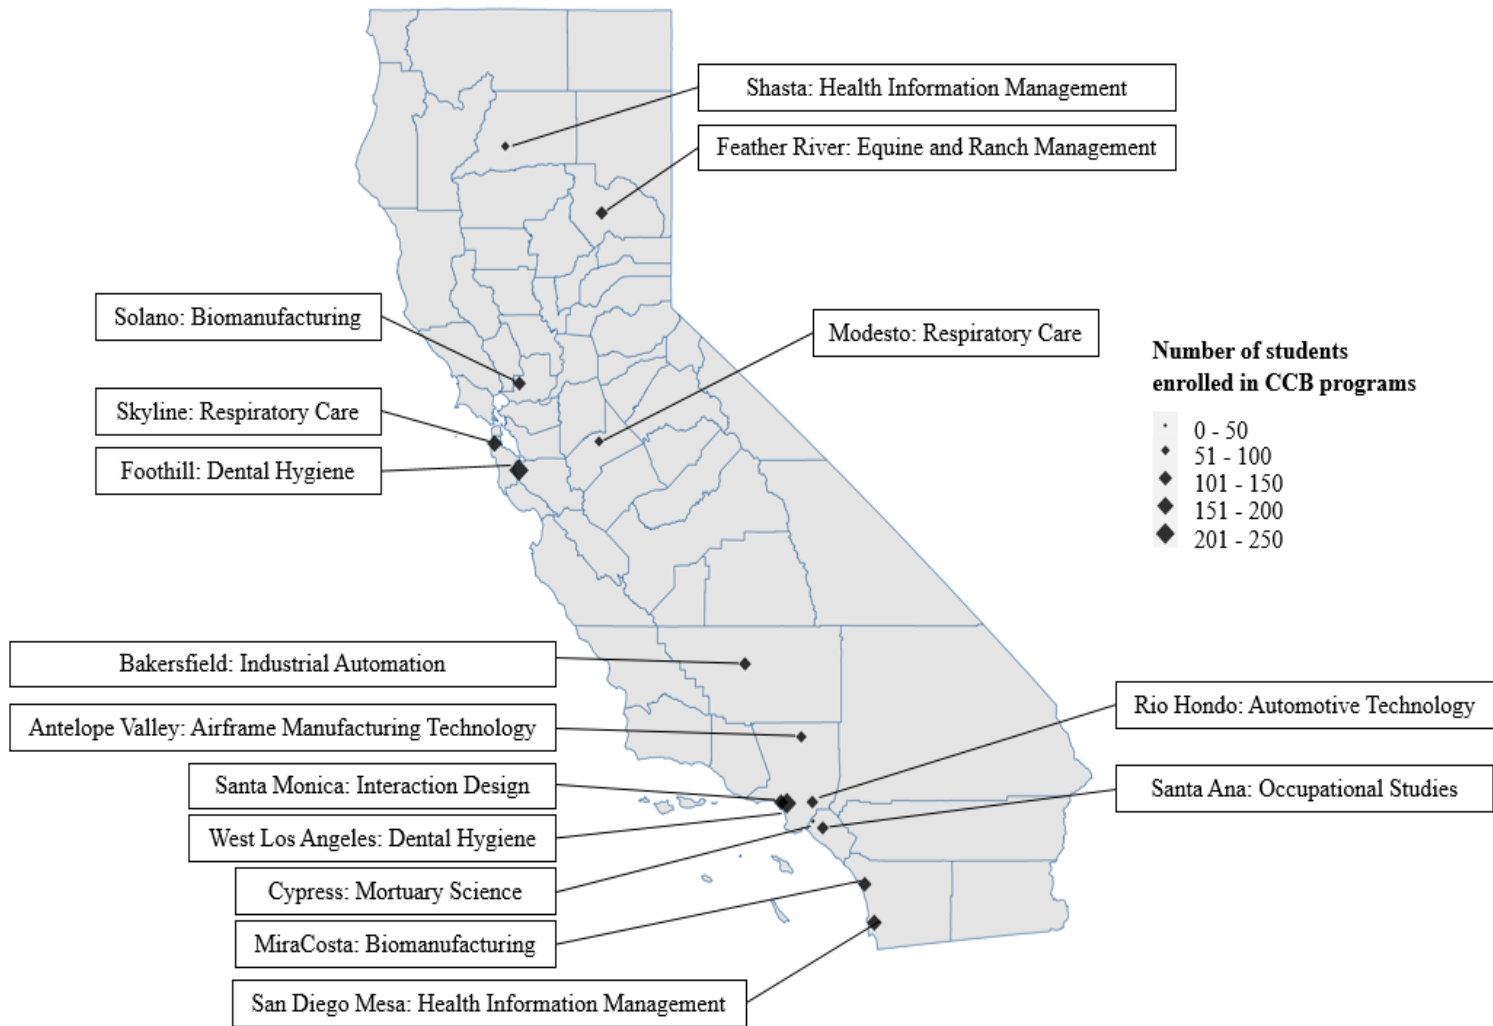 Shasta: Health Information Management
Feather River: Equine and Ranch Management
Solano: Biomanufacturing
Modesto: Respiratory Care
Skyline: Respiratory Care
Foothill: Dental Hygiene
Number of students
enrolled in CCB programs
0 - 50
51 - 100
101 - 150
151 - 200
201 - 250
Bakersfield: Industrial Automation
Antelope Valley: Airframe Manufacturing Technology
Rio Hondo: Automotive Technology
Santa Monica: Interaction Design
Santa Ana: Occupational Studies
West Los Angeles: Dental Hygiene
Cypress: Mortuary Science
MiraCosta: Biomanufacturing
San Diego Mesa: Health Information Management